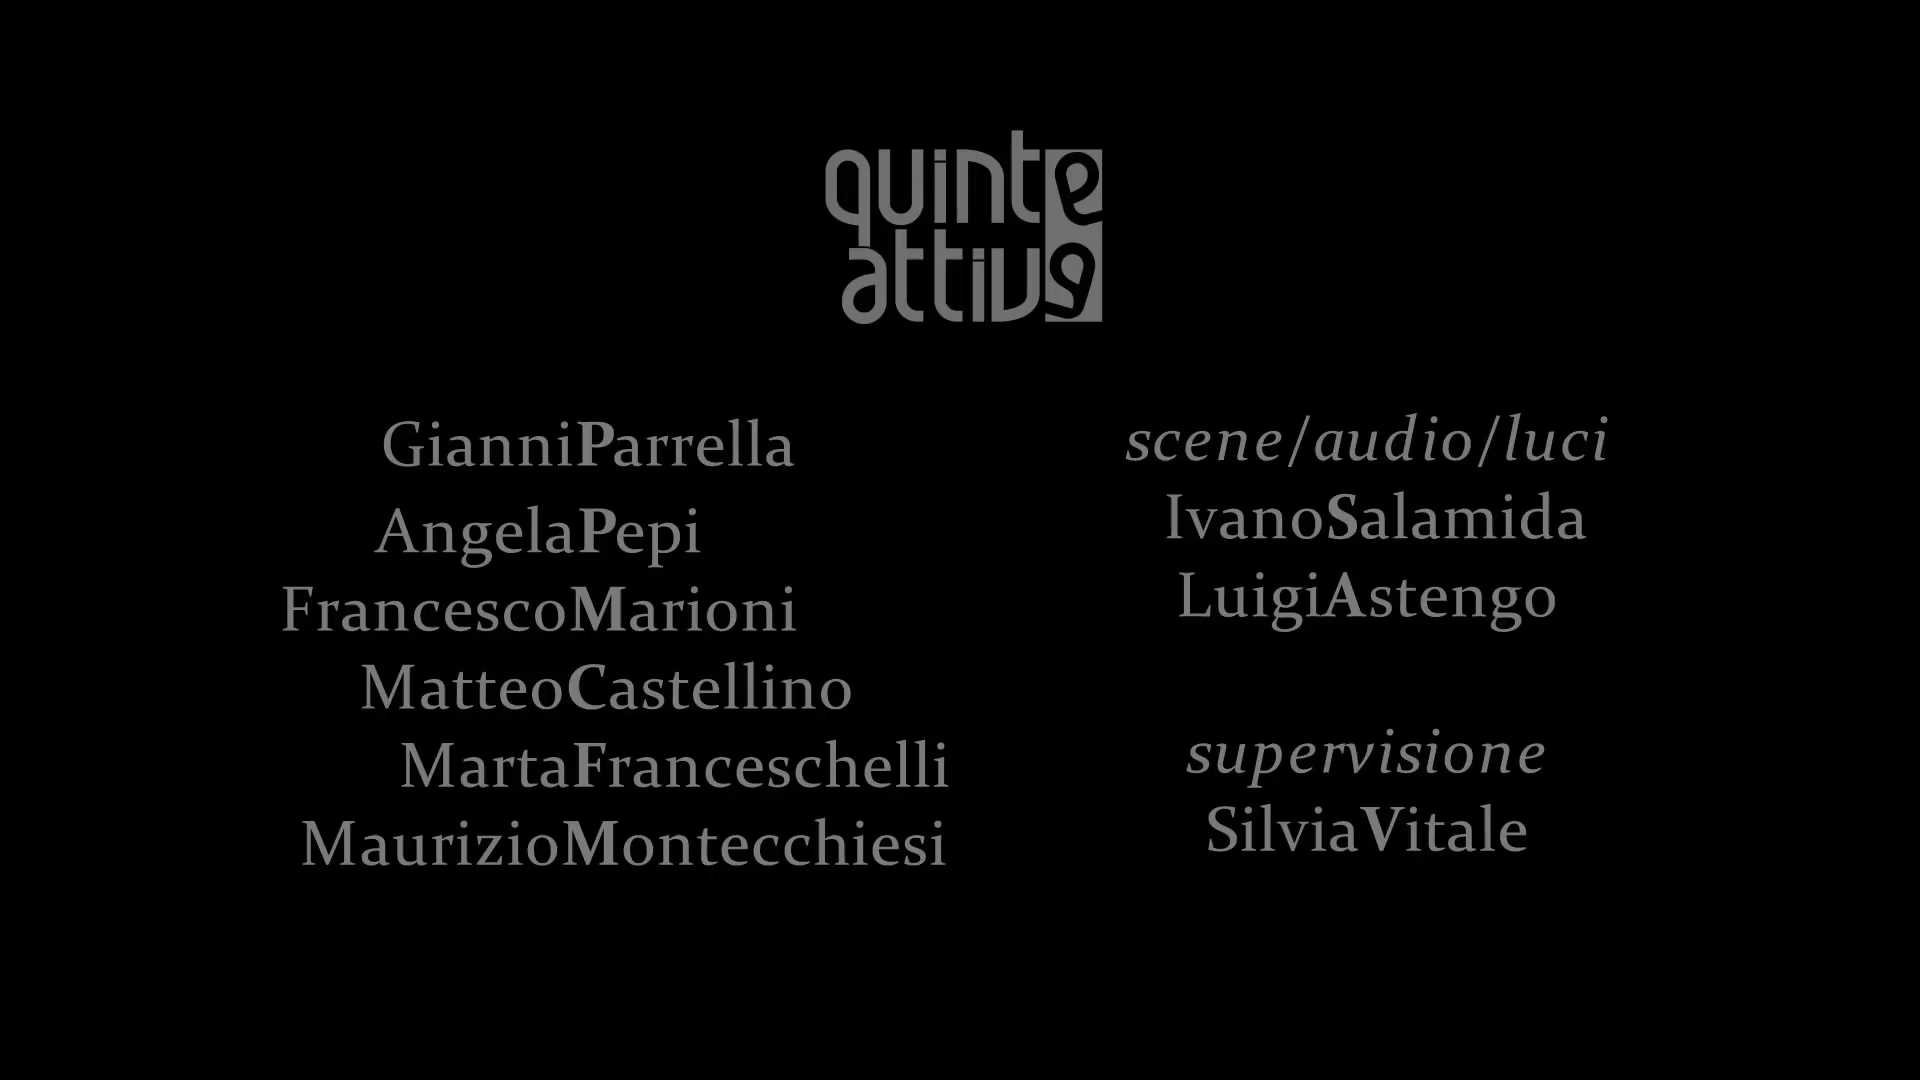 quinte
attive
GianniParrella
AngelaPepi
FrancescoMarioni
MatteoCastellino
MartaFranceschelli
MaurizioMontecchiesi
scene/audio/luci
IvanoSalamida
LuigiAstengo
supervisione
SilviaVitale